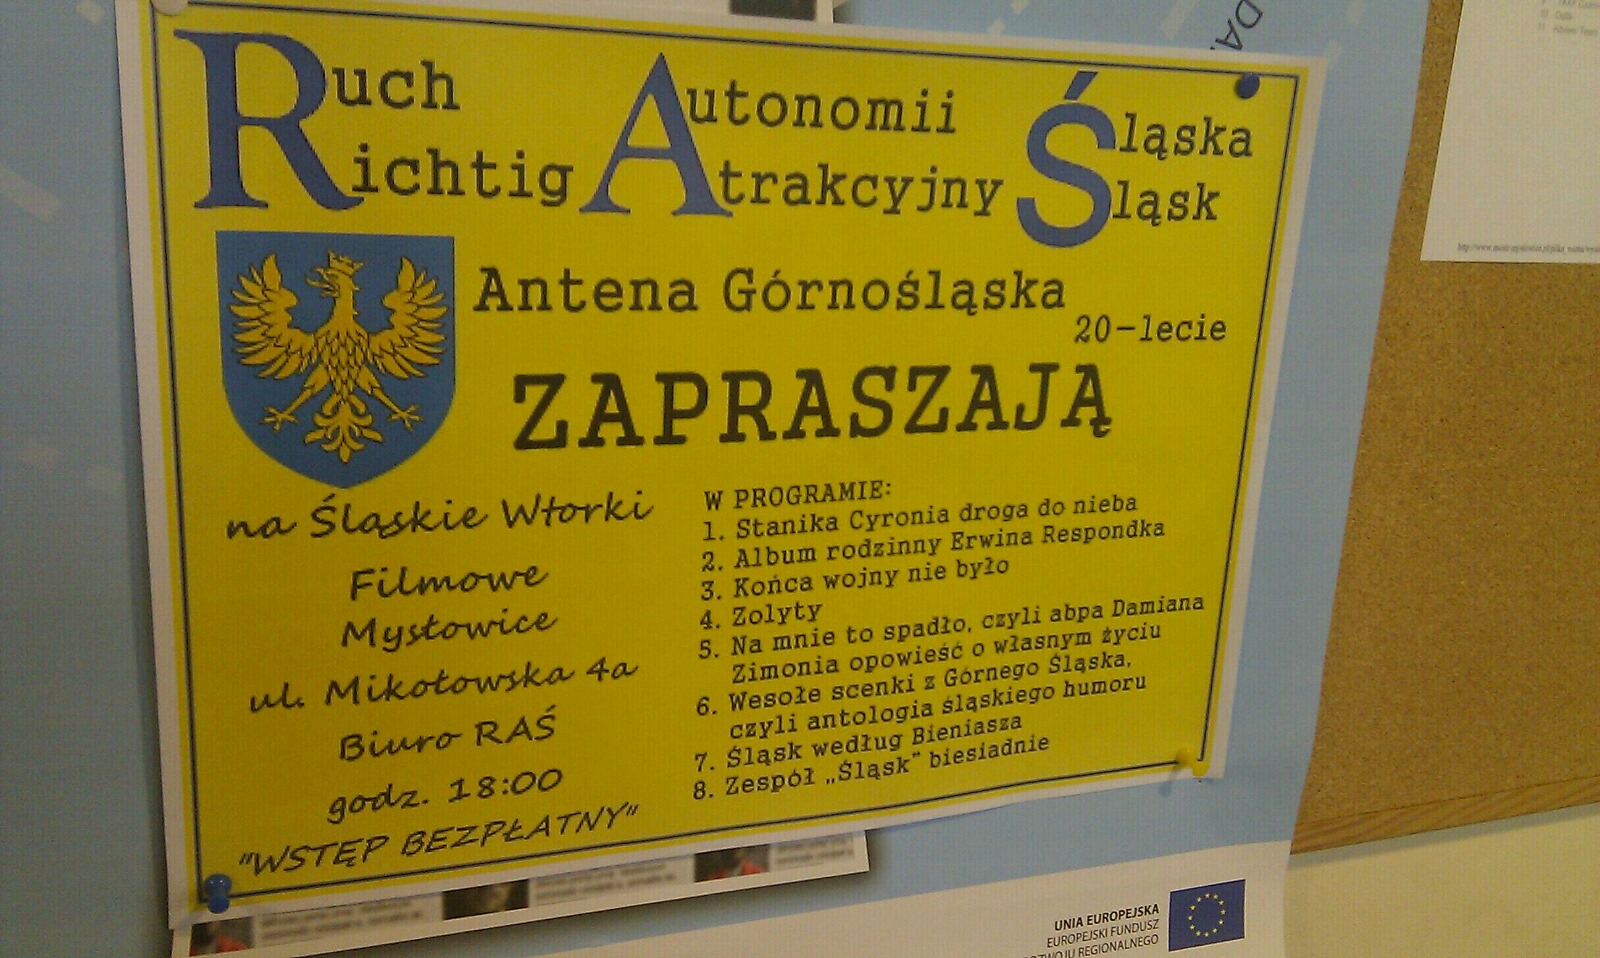 Ruch Autonomii Śląska
Richtig Atrakcyjny Śląsk
Antena Górnośląska
20-lecie
ZAPRASZAJĄ
na Śląskie Wtorki
Filmowe
Mysłowice
ul. Mikołowska 4a
Biuro RAŚ
godz. 18:00
"WSTĘP BEZPŁATNY"
W PROGRAMIE:
1. Stanika Cyronia droga do nieba
2. Album rodzinny Erwina Respondka
3. Końca wojny nie było
4. Zolyty
5. Na mnie to spadło, czyli abpa Damiana
Zimonia opowieść o własnym życiu
6. Wesołe scenki z Górnego Śląska,
czyli antologia śląskiego humoru
7. Śląsk według Bieniasza
8. Zespół „Śląsk" biesiadnie
UNIA EUROPEJSKA
EUROPEJSKI FUNDUSZ
ROZWOJU REGIONALNEGO